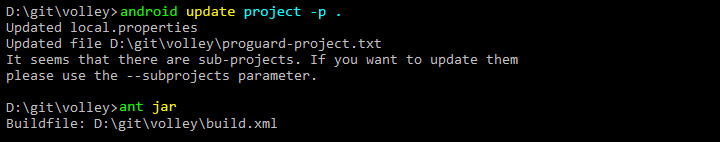 D:\git\volley>android update project -p .
Updated local.properties
Updated file D:\git\volley\proguard-project.txt
It seems that there are sub-projects. If you want to update them
please use the --subprojects parameter.
D:\git\volley>ant jar
Buildfile: D:\git\volley\build.xml